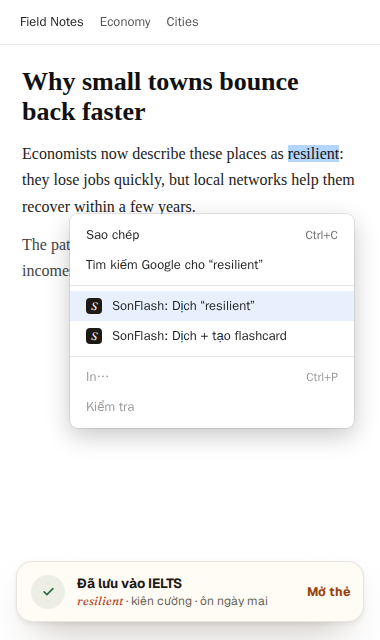 Field Notes Economy Cities
Why small towns bounce
back faster
Economists now describe these places as resilient:
they lose jobs quickly, but local networks help them
recover within a few years.
The pat
income
Sao chép Ctrl+C
Tìm kiếm Google cho “resilient”
S SonFlash: Dịch “resilient”
S SonFlash: Dịch + tạo flashcard
In··· Ctrl+P
Kiểm tra
Đã lưu vào IELTS
resilient · kiên cường · ôn ngày mai
Mở thẻ